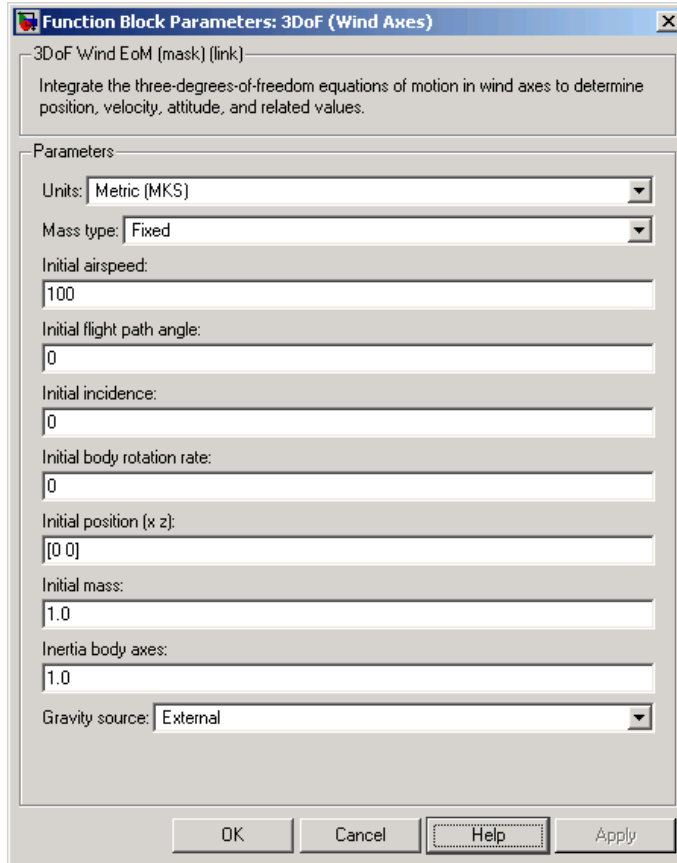 Function Block Parameters: 3DoF (Wind Axes)
3DoF Wind EoM (mask) (link)
Integrate the three-degrees-of-freedom equations of motion in wind axes to determine
position, velocity, attitude, and related values.
Parameters
Units: Metric (MKS)
Mass type: Fixed
Initial airspeed:
100
Initial flight path angle:
0
Initial incidence:
0
Initial body rotation rate:
0
Initial position (x z):
[0 0]
Initial mass:
1.0
Inertia body axes:
1.0
Gravity source: External
OK Cancel Help Apply